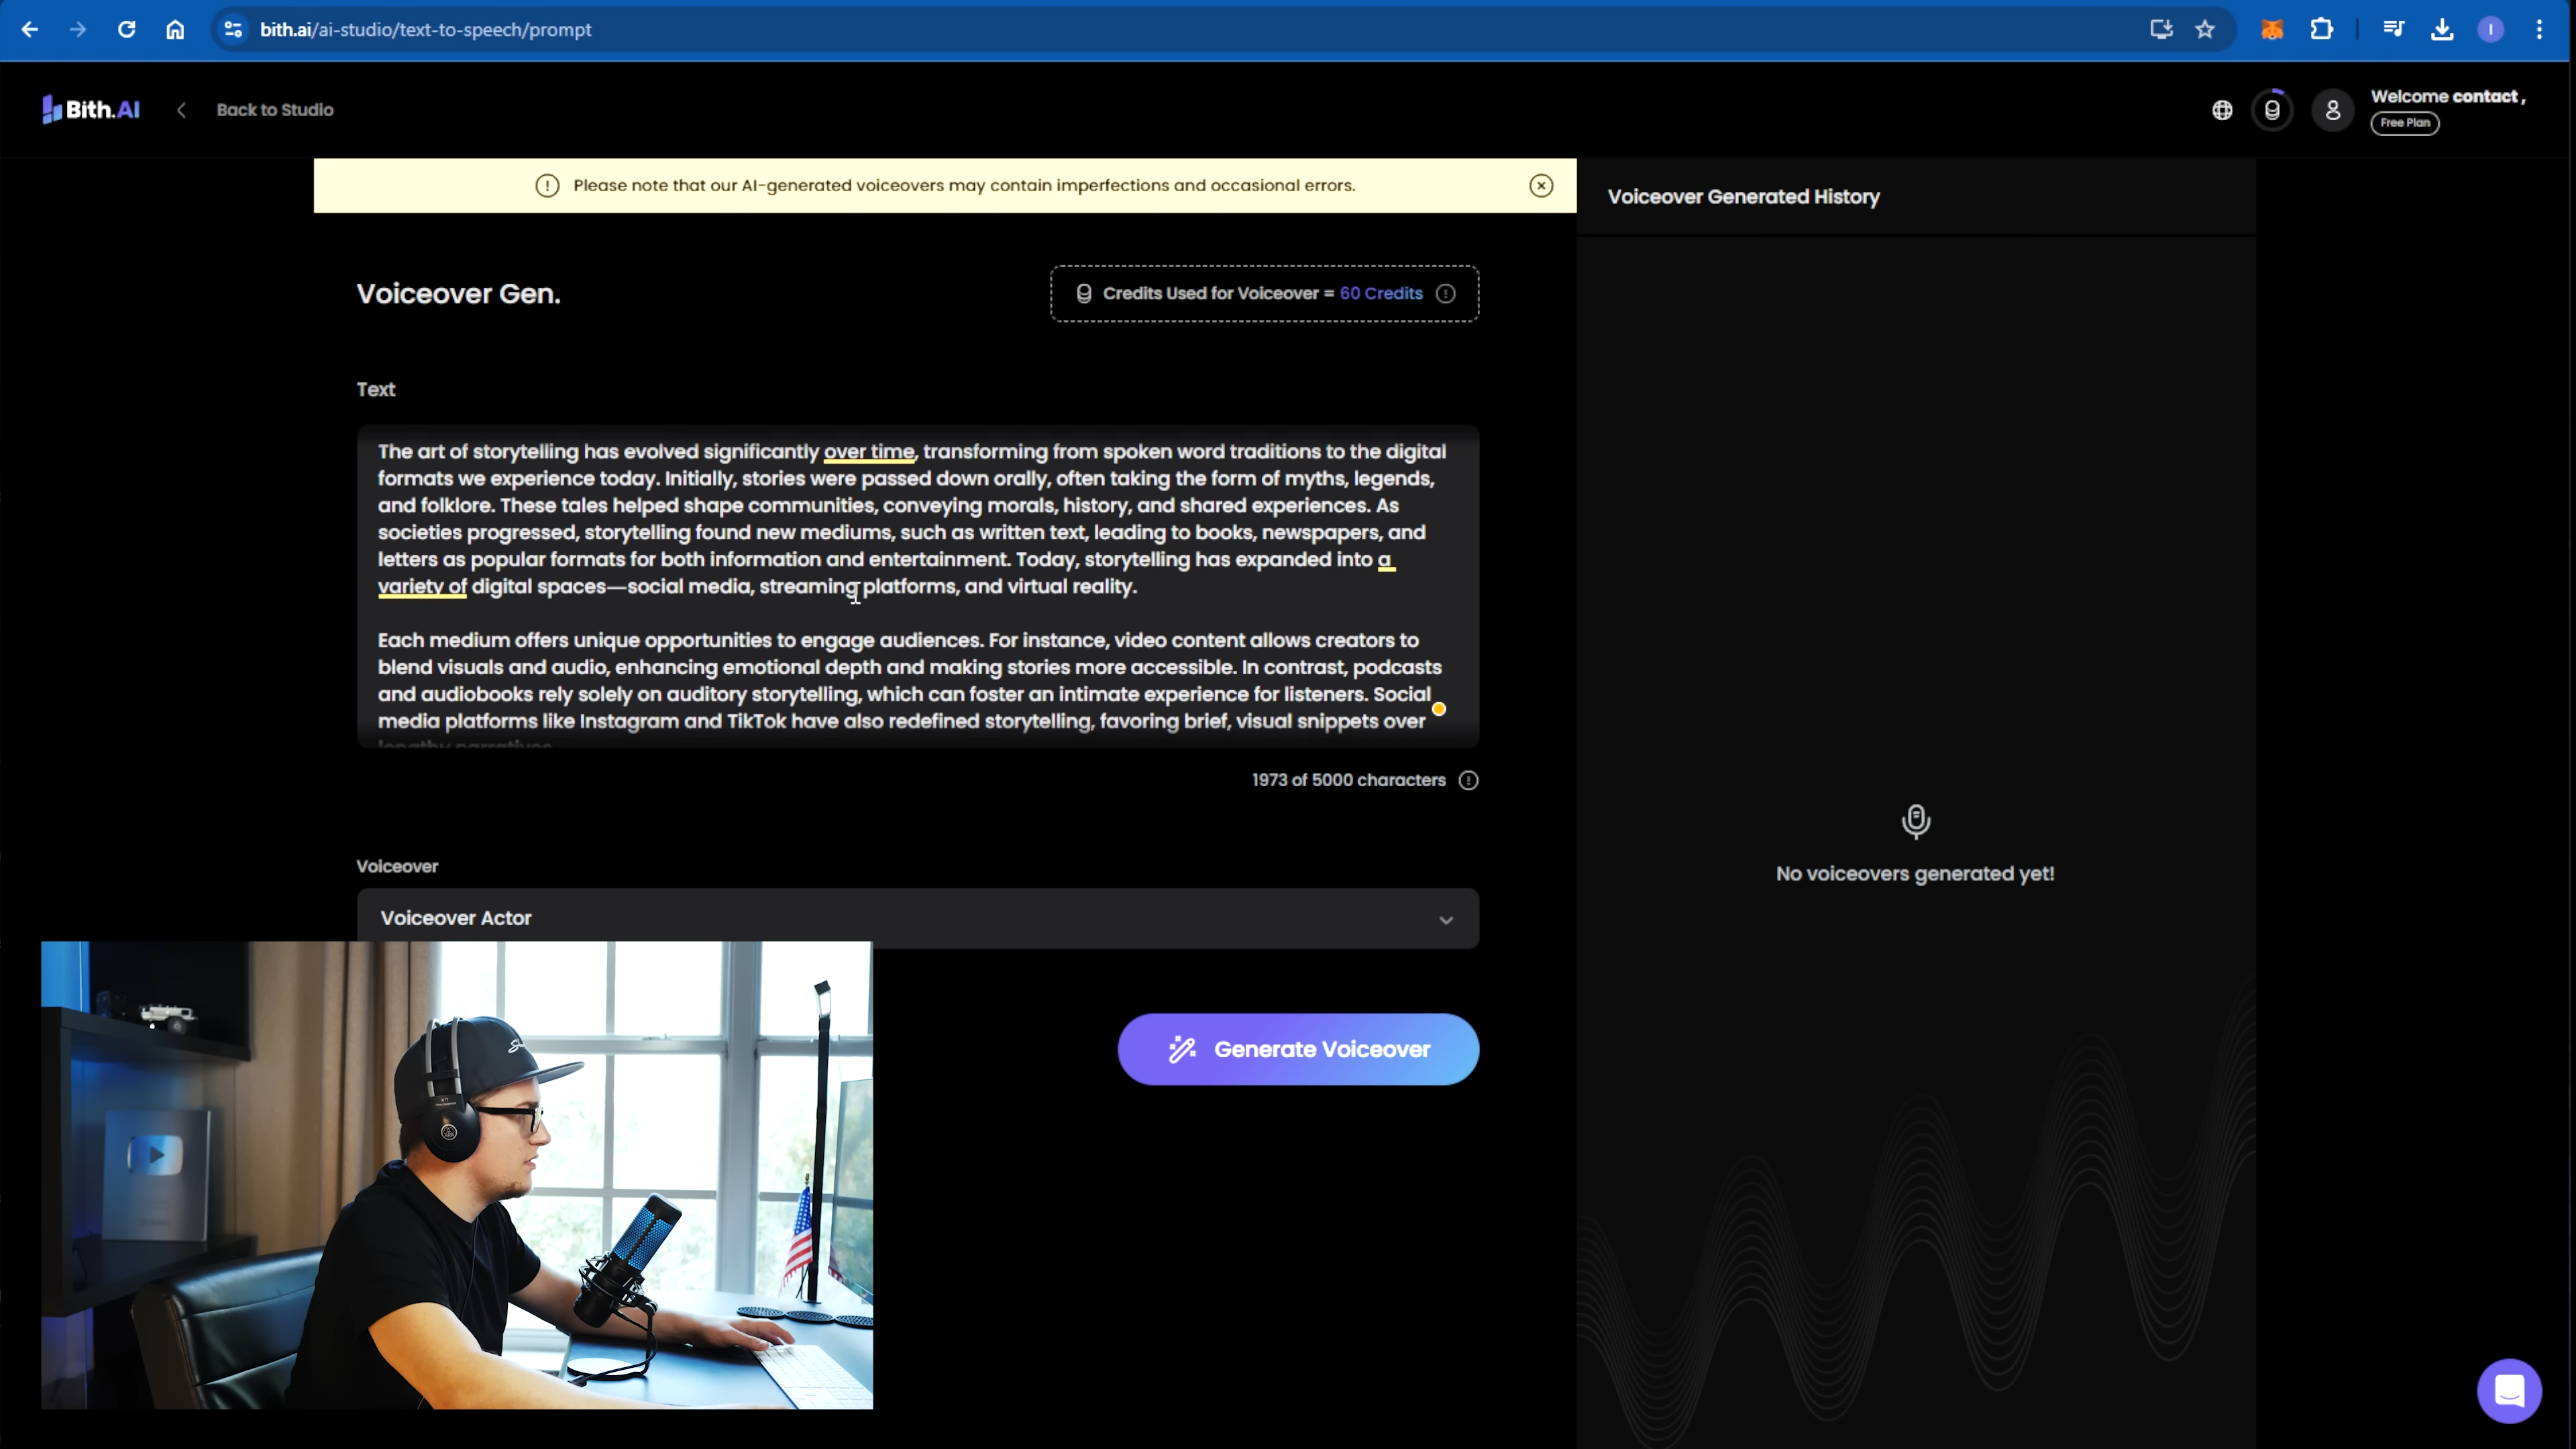 bith.ai/ai-studio/text-to-speech/prompt
Bith.AI
Back to Studio
Welcome contact ,
Free Plan
Please note that our AI-generated voiceovers may contain imperfections and occasional errors.
Voiceover Generated History
Voiceover Gen.
Credits Used for Voiceover = 60 Credits
Text
The art of storytelling has evolved significantly over time, transforming from spoken word traditions to the digital
formats we experience today. Initially, stories were passed down orally, often taking the form of myths, legends,
and folklore. These tales helped shape communities, conveying morals, history, and shared experiences. As
societies progressed, storytelling found new mediums, such as written text, leading to books, newspapers, and
letters as popular formats for both information and entertainment. Today, storytelling has expanded into a
variety of digital spaces—social media, streaming platforms, and virtual reality.
Each medium offers unique opportunities to engage audiences. For instance, video content allows creators to
blend visuals and audio, enhancing emotional depth and making stories more accessible. In contrast, podcasts
and audiobooks rely solely on auditory storytelling, which can foster an intimate experience for listeners. Social
media platforms like Instagram and TikTok have also redefined storytelling, favoring brief, visual snippets over
lengthy narratives.
1973 of 5000 characters
No voiceovers generated yet!
Voiceover
Voiceover Actor
Generate Voiceover